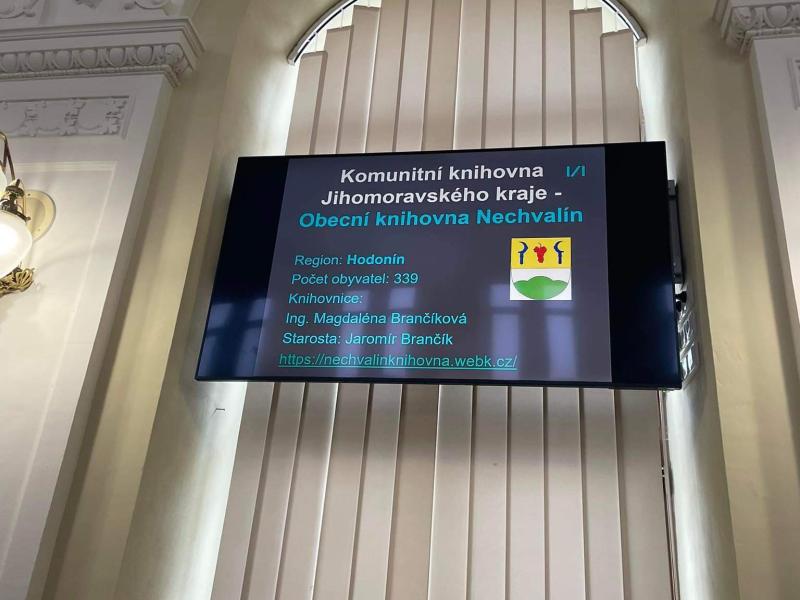 Komunitní knihovna I/I
Jihomoravského kraje -
Obecní knihovna Nechvalín
Region: Hodonín
Počet obyvatel: 339
Knihovnice:
Ing. Magdaléna Brančíková
Starosta: Jaromír Brančík
https://nechvalinknihovna.webk.cz/